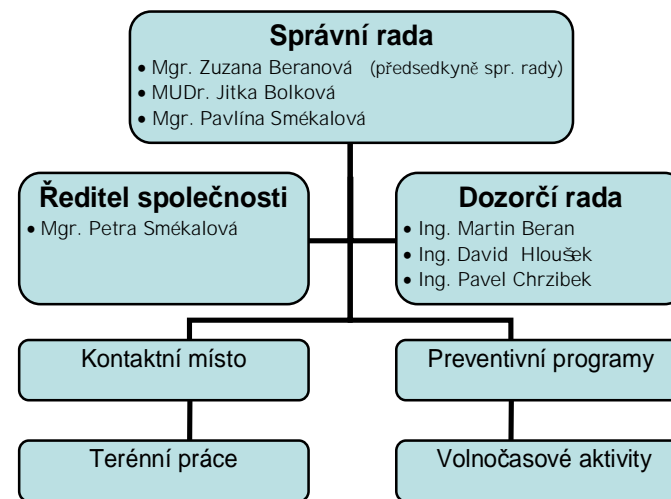 Správní rada
• Mgr. Zuzana Beranová (předsedkyně spr. rady)
• MUDr. Jitka Bolková
• Mgr. Pavlína Smékalová
Ředitel společnosti
• Mgr. Petra Smékalová
Dozorčí rada
• Ing. Martin Beran
• Ing. David Hloušek
• Ing. Pavel Chrzibek
Kontaktní místo
Preventivní programy
Terénní práce
Volnočasové aktivity